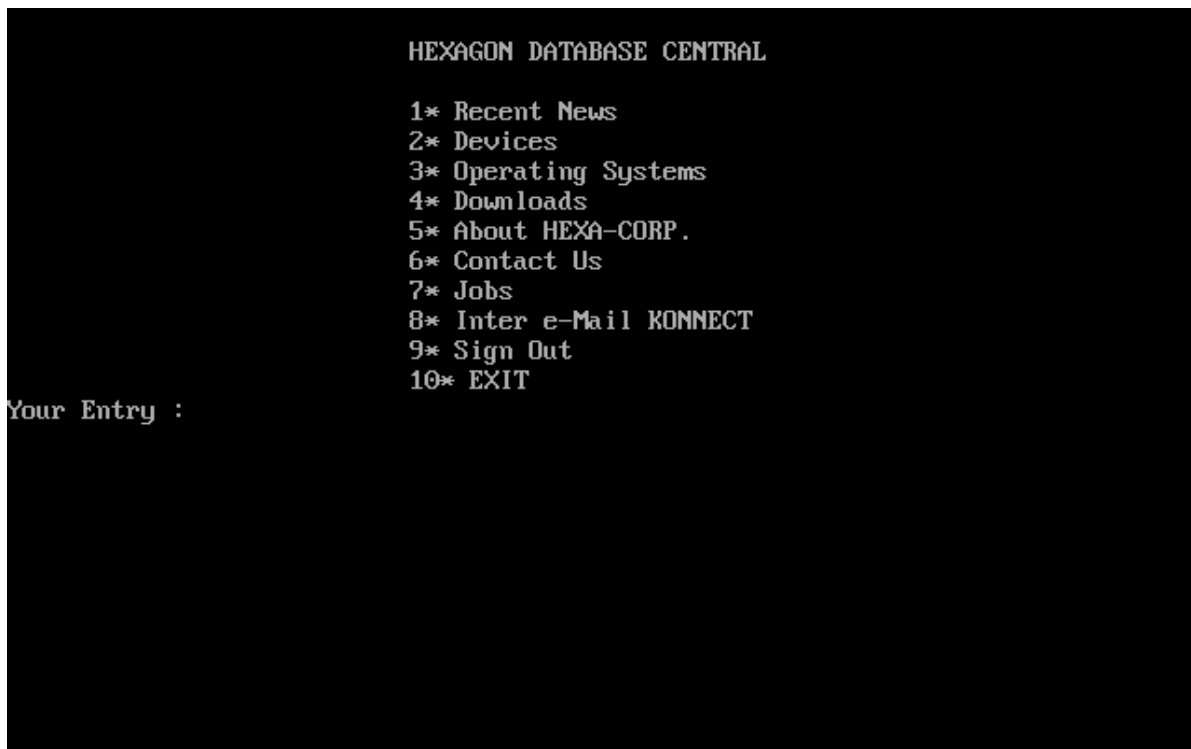 HEXAGON DATABASE CENTRAL
1* Recent News
2* Devices
3* Operating Systems
4* Downloads
5* About HEXA-CORP.
6* Contact Us
7* Jobs
8* Inter e-Mail KONNECT
9* Sign Out
10* EXIT
Your Entry :